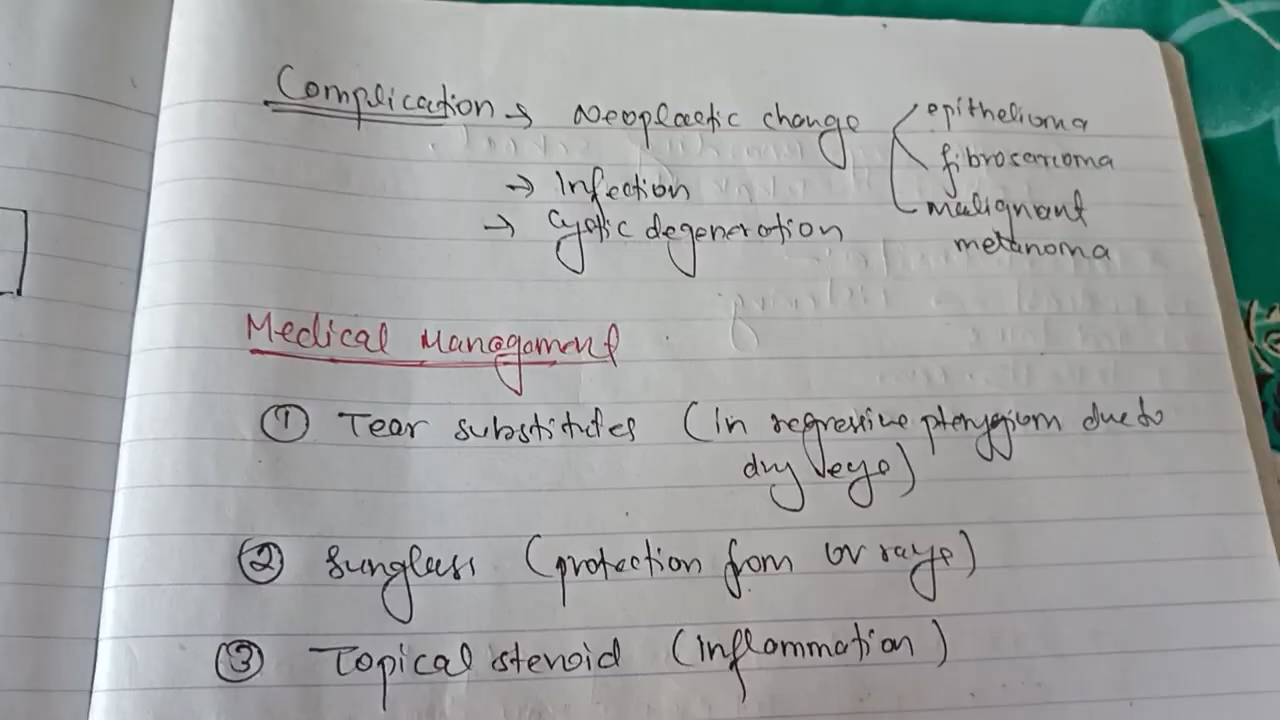 Complication → Neoplastic change epithelioma
fibrosarcoma
→ Infection malignant
→ Cystic degeneration melanoma
Medical Managament
① Tear substitutes (In regressive pterygium due to
dry eye)
② Sunglass (protection from UV rays)
③ Topical steroid (inflammation)